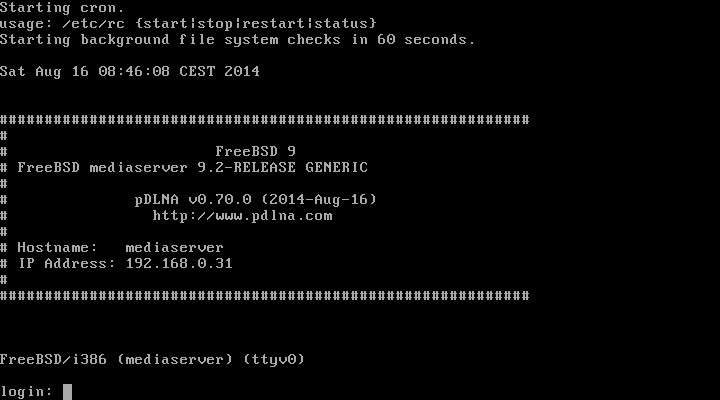 Starting cron.
usage: /etc/rc {start|stop|restart|status}
Starting background file system checks in 60 seconds.
Sat Aug 16 08:46:08 CEST 2014
###########################################################
#
#                       FreeBSD 9
# FreeBSD mediaserver 9.2-RELEASE GENERIC
#
#              pDLNA v0.70.0 (2014-Aug-16)
#                http://www.pdlna.com
#
# Hostname:   mediaserver
# IP Address: 192.168.0.31
#
###########################################################
FreeBSD/i386 (mediaserver) (ttyv0)
login: